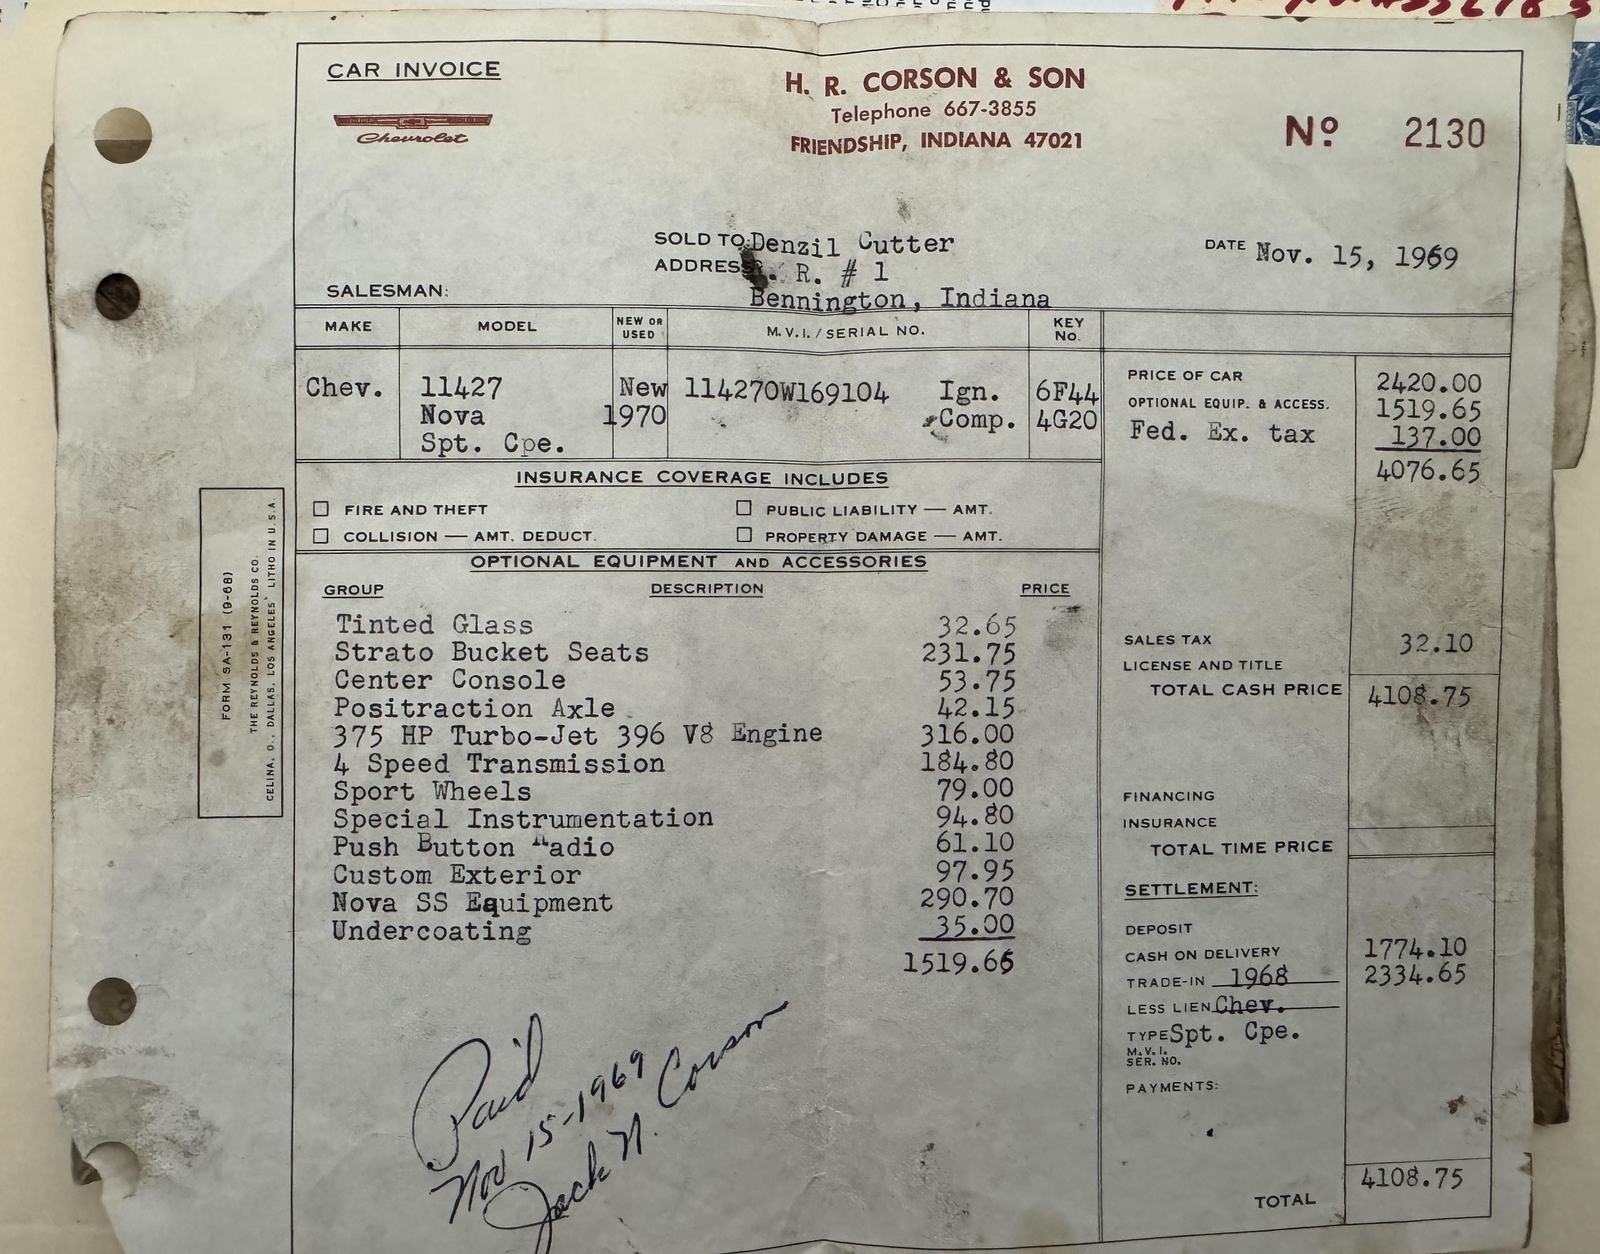 CAR INVOICE
Chevrolet
H. R. CORSON & SON
Telephone 667-3855
FRIENDSHIP, INDIANA 47021
Nº 2130
SOLD TO: Denzil Cutter
ADDRESS R. # 1
Bennington, Indiana
DATE Nov. 15, 1969
SALESMAN:
MAKE MODEL NEW OR USED M.V.I./SERIAL NO. KEY No.
Chev. 11427 New 114270W169104 Ign. 6F44
Nova 1970 Comp. 4G20
Spt. Cpe.
PRICE OF CAR 2420.00
OPTIONAL EQUIP. & ACCESS. 1519.65
Fed. Ex. tax 137.00
4076.65
INSURANCE COVERAGE INCLUDES
☐ FIRE AND THEFT ☐ PUBLIC LIABILITY — AMT.
☐ COLLISION — AMT. DEDUCT. ☐ PROPERTY DAMAGE — AMT.
OPTIONAL EQUIPMENT AND ACCESSORIES
GROUP DESCRIPTION PRICE
Tinted Glass 32.65
Strato Bucket Seats 231.75
Center Console 53.75
Positraction Axle 42.15
375 HP Turbo-Jet 396 V8 Engine 316.00
4 Speed Transmission 184.80
Sport Wheels 79.00
Special Instrumentation 94.80
Push Button Radio 61.10
Custom Exterior 97.95
Nova SS Equipment 290.70
Undercoating 35.00
1519.65
SALES TAX 32.10
LICENSE AND TITLE
TOTAL CASH PRICE 4108.75
FINANCING
INSURANCE
TOTAL TIME PRICE
SETTLEMENT:
DEPOSIT
CASH ON DELIVERY 1774.10
TRADE-IN 1968 2334.65
LESS LIEN Chev.
TYPE Spt. Cpe.
M.V.I.
SER. NO.
PAYMENTS:
TOTAL 4108.75
Paid
Nov 15-1969
Jack N. Corson
FORM SA-131 (9-68)
THE REYNOLDS & REYNOLDS CO.
CELINA, O., DALLAS, LOS ANGELES LITHO IN U.S.A.